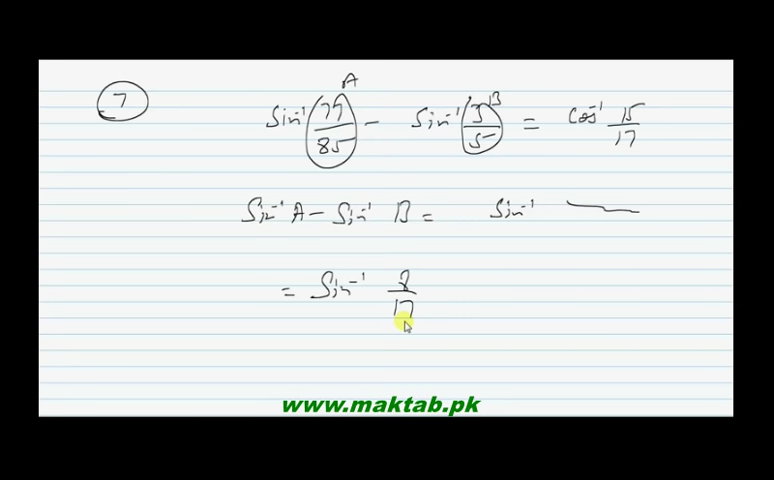 7
Sin⁻¹ (77/85) A − Sin⁻¹ (3/5) B = Cos⁻¹ 15/17
Sin⁻¹ A − Sin⁻¹ B = Sin⁻¹
= Sin⁻¹ 8/17
www.maktab.pk